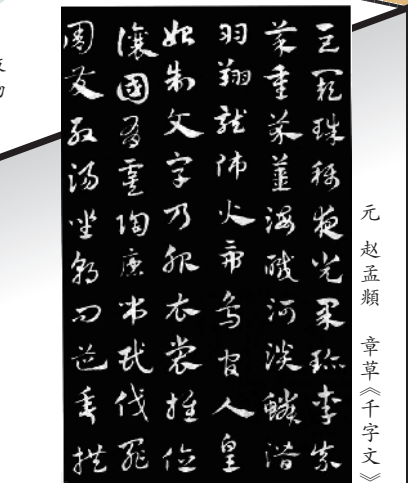 元 赵孟頫 章草《千字文》
巨闕珠稱夜光果珎李柰
菜重芥薑海醎河淡鱗潛
羽翔龍師火帝鳥官人皇
始制文字乃服衣裳推位
讓國有虞陶唐弔民伐罪
周發殷湯坐朝問道垂拱